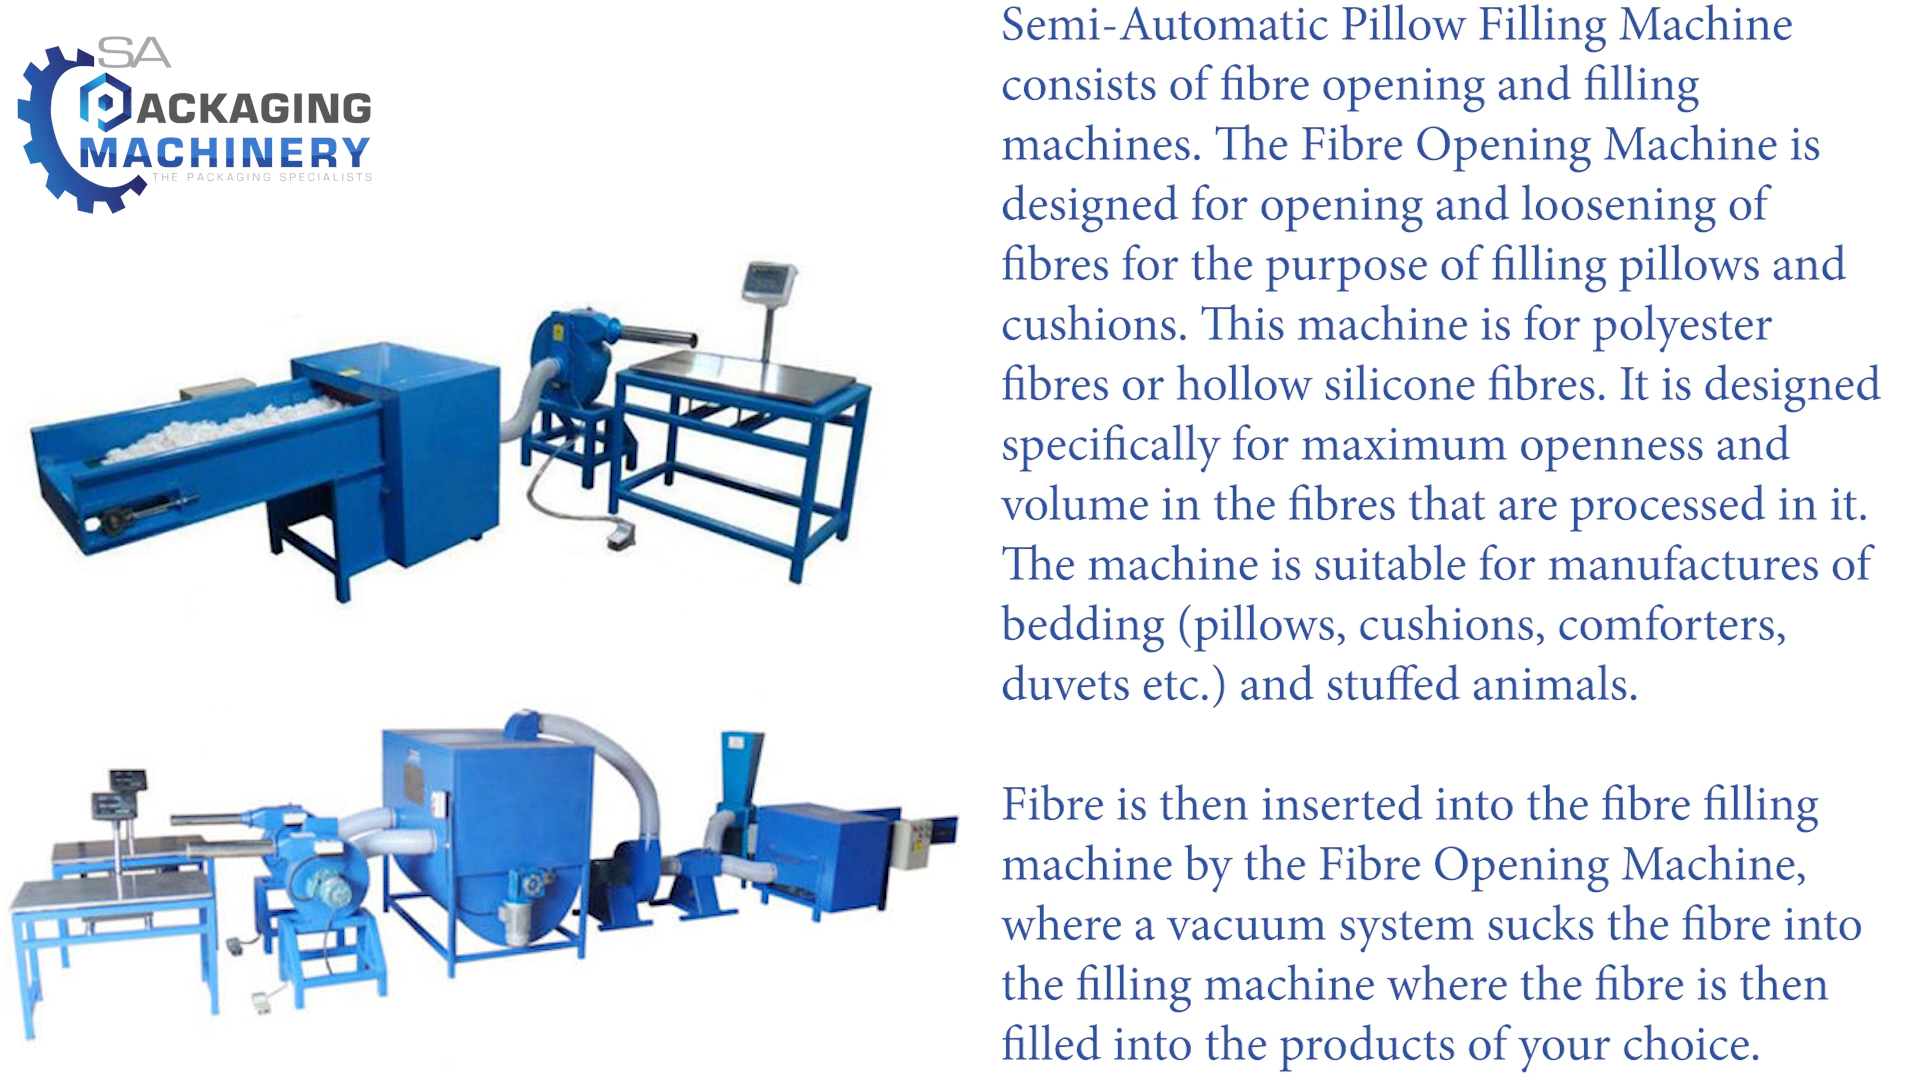 SA
PACKAGING
MACHINERY
THE PACKAGING SPECIALISTS
Semi-Automatic Pillow Filling Machine
consists of fibre opening and filling
machines. The Fibre Opening Machine is
designed for opening and loosening of
fibres for the purpose of filling pillows and
cushions. This machine is for polyester
fibres or hollow silicone fibres. It is designed
specifically for maximum openness and
volume in the fibres that are processed in it.
The machine is suitable for manufactures of
bedding (pillows, cushions, comforters,
duvets etc.) and stuffed animals.
Fibre is then inserted into the fibre filling
machine by the Fibre Opening Machine,
where a vacuum system sucks the fibre into
the filling machine where the fibre is then
filled into the products of your choice.